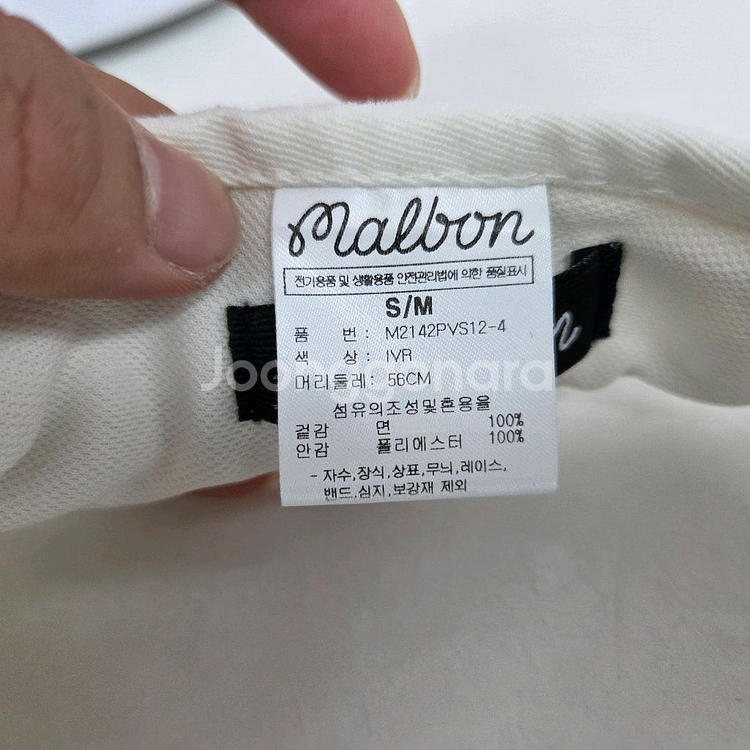 Malbon
전기용품 및 생활용품 안전관리법에 의한 품질표시
S/M
품 번: M2142PVS12-4
색 상: IVR
머리둘레: 56CM
Joonggonara
섬유의조성및혼용율
겉감 면 100%
안감 폴리에스터 100%
- 자수,장식,상표,무늬,레이스,
밴드,심지,보강재 제외